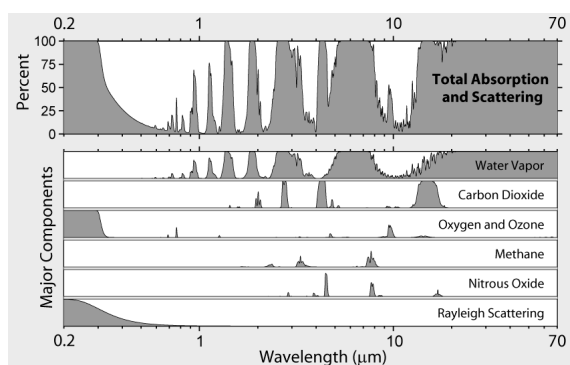 0.2 1 10 70
Percent
100
75
50
25
0
Total Absorption
and Scattering
Major Components
Water Vapor
Carbon Dioxide
Oxygen and Ozone
Methane
Nitrous Oxide
Rayleigh Scattering
0.2 1 10 70
Wavelength (μm)